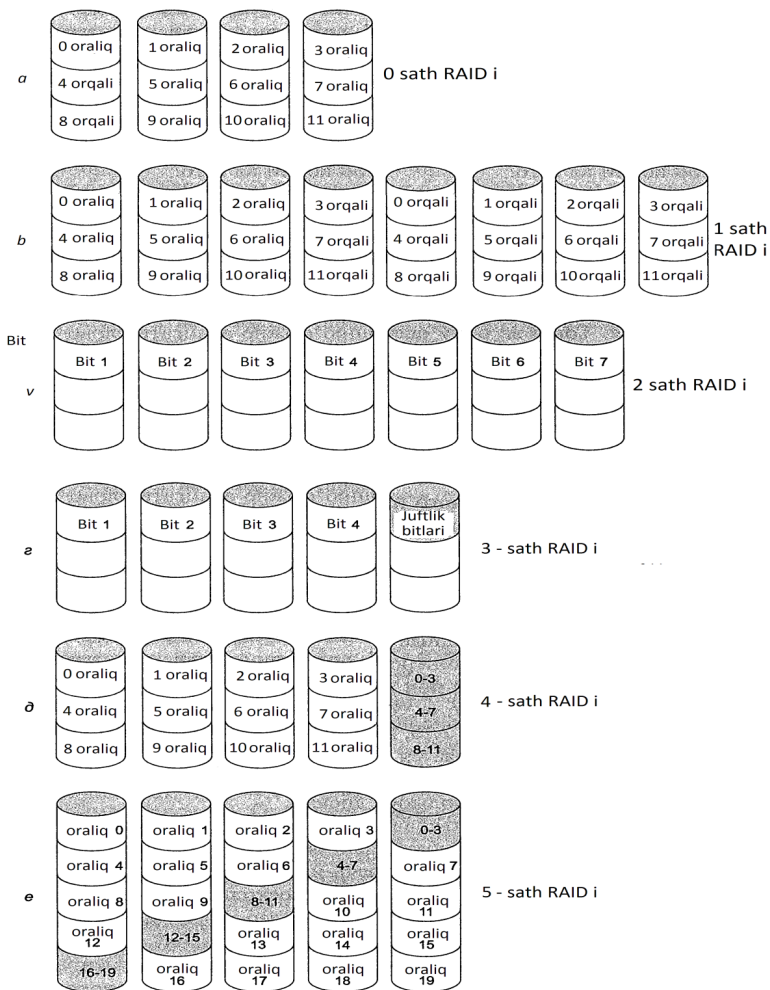 0 oraliq 1 oraliq 2 oraliq 3 oraliq
a 4 orqali 5 oraliq 6 oraliq 7 oraliq 0 sath RAID i
8 orqali 9 oraliq 10 oraliq 11 oraliq
0 oraliq 1 oraliq 2 oraliq 3 orqali 0 orqali 1 orqali 2 orqali 3 orqali
b 4 oraliq 5 oraliq 6 oraliq 7 orqali 4 orqali 5 orqali 6 orqali 7 orqali 1 sath
RAID i
8 oraliq 9 oraliq 10 oraliq 11 orqali 8 orqali 9 orqali 10 orqali 11 orqali
Bit
Bit 1 Bit 2 Bit 3 Bit 4 Bit 5 Bit 6 Bit 7
v 2 sath RAID i
Bit 1 Bit 2 Bit 3 Bit 4 Juftlik
bitlari
г 3 - sath RAID i
0 oraliq 1 oraliq 2 oraliq 3 oraliq 0-3
д 4 oraliq 5 oraliq 6 oraliq 7 oraliq 4-7 4 - sath RAID i
8 oraliq 9 oraliq 10 oraliq 11 oraliq 8-11
oraliq 0 oraliq 1 oraliq 2 oraliq 3 0-3
oraliq 4 oraliq 5 oraliq 6 4-7 oraliq 7
е oraliq 8 oraliq 9 8-11 oraliq 10 oraliq 11 5 - sath RAID i
oraliq 12 12-15 oraliq 13 oraliq 14 oraliq 15
16-19 oraliq 16 oraliq 17 oraliq 18 oraliq 19